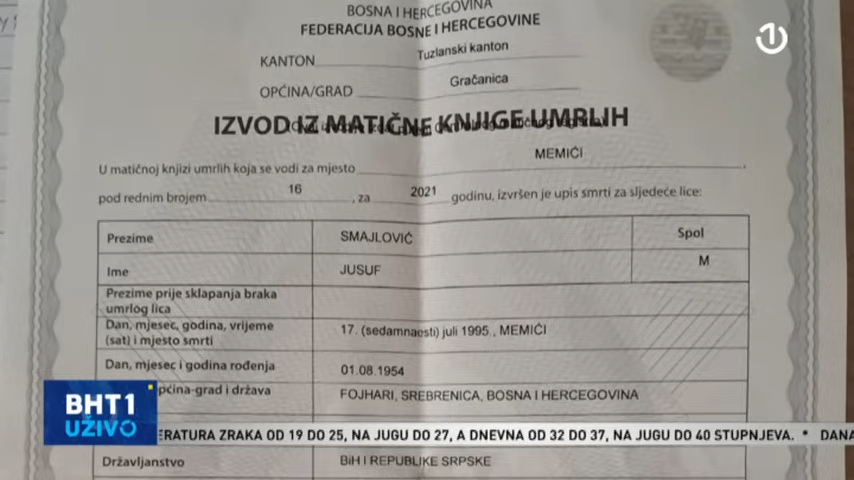 BOSNA I HERCEGOVINA
FEDERACIJA BOSNE I HERCEGOVINE
KANTON Tuzlanski kanton
OPĆINA/GRAD Gračanica
IZVOD IZ MATIČNE KNJIGE UMRLIH
U matičnoj knjizi umrlih koja se vodi za mjesto MEMIĆI
pod rednim brojem 16, za 2021 godinu, izvršen je upis smrti za sljedeće lice:
Prezime SMAJLOVIĆ Spol
Ime JUSUF M
Prezime prije sklapanja braka
umrlog lica
Dan, mjesec, godina, vrijeme
(sat) i mjesto smrti 17. (sedamnaesti) juli 1995., MEMIĆI
Dan, mjesec i godina rođenja 01.08.1954
pćina-grad i država FOJHARI, SREBRENICA, BOSNA I HERCEGOVINA
BHT1
UŽIVO
ERATURA ZRAKA OD 19 DO 25, NA JUGU DO 27, A DNEVNA OD 32 DO 37, NA JUGU DO 40 STUPNJEVA. * DANA
Državljanstvo BiH I REPUBLIKE SRPSKE